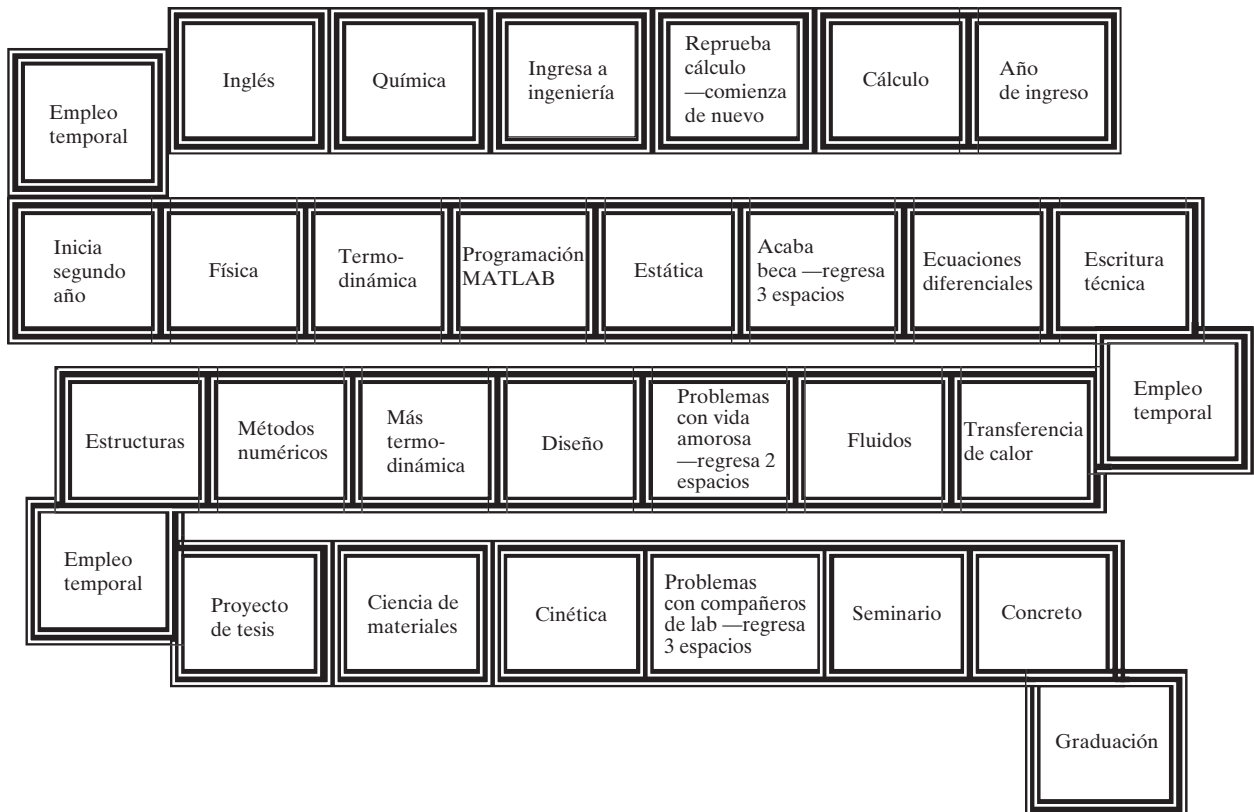 Empleo
temporal
Inglés
Química
Ingresa a
ingeniería
Reprueba
cálculo
—comienza
de nuevo
Cálculo
Año
de ingreso
Inicia
segundo
año
Física
Termo-
dinámica
Programación
MATLAB
Estática
Acaba
beca —regresa
3 espacios
Ecuaciones
diferenciales
Escritura
técnica
Empleo
temporal
Estructuras
Métodos
numéricos
Más
termo-
dinámica
Diseño
Problemas
con vida
amorosa
—regresa 2
espacios
Fluidos
Transferencia
de calor
Empleo
temporal
Proyecto
de tesis
Ciencia de
materiales
Cinética
Problemas
con compañeros
de lab —regresa
3 espacios
Seminario
Concreto
Graduación